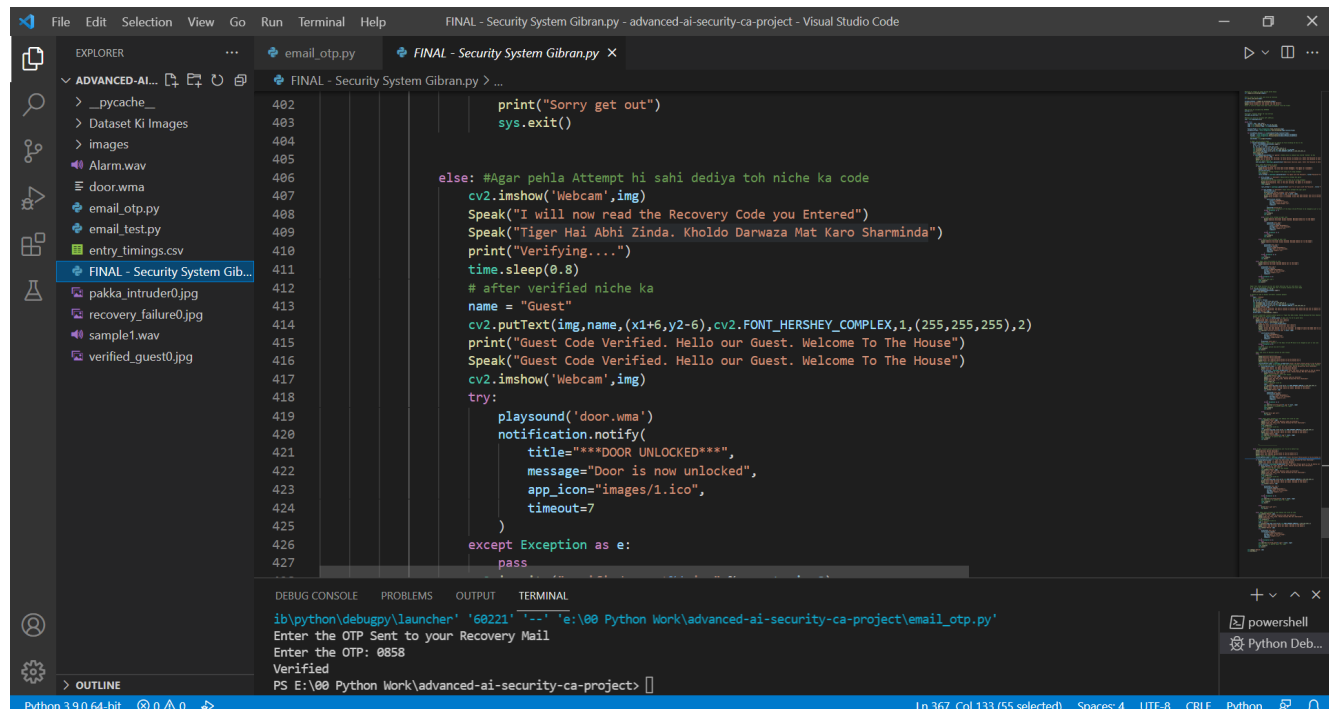 File Edit Selection View Go Run Terminal Help
FINAL - Security System Gibran.py - advanced-ai-security-ca-project - Visual Studio Code
EXPLORER
ADVANCED-AI...
__pycache__
Dataset Ki Images
images
Alarm.wav
door.wma
email_otp.py
email_test.py
entry_timings.csv
FINAL - Security System Gib...
pakka_intruder0.jpg
recovery_failure0.jpg
sample1.wav
verified_guest0.jpg
OUTLINE
email_otp.py
FINAL - Security System Gibran.py
FINAL - Security System Gibran.py > ...
402 print("Sorry get out")
403 sys.exit()
404
405
406 else: #Agar pehla Attempt hi sahi dediya toh niche ka code
407 cv2.imshow('Webcam',img)
408 Speak("I will now read the Recovery Code you Entered")
409 Speak("Tiger Hai Abhi Zinda. Kholdo Darwaza Mat Karo Sharminda")
410 print("Verifying....")
411 time.sleep(0.8)
412 # after verified niche ka
413 name = "Guest"
414 cv2.putText(img,name,(x1+6,y2-6),cv2.FONT_HERSHEY_COMPLEX,1,(255,255,255),2)
415 print("Guest Code Verified. Hello our Guest. Welcome To The House")
416 Speak("Guest Code Verified. Hello our Guest. Welcome To The House")
417 cv2.imshow('Webcam',img)
418 try:
419 playsound('door.wma')
420 notification.notify(
421 title="***DOOR UNLOCKED***",
422 message="Door is now unlocked",
423 app_icon="images/1.ico",
424 timeout=7
425 )
426 except Exception as e:
427 pass
DEBUG CONSOLE PROBLEMS OUTPUT TERMINAL
ib\python\debugpy\launcher' '60221' '--' 'e:\00 Python Work\advanced-ai-security-ca-project\email_otp.py'
Enter the OTP Sent to your Recovery Mail
Enter the OTP: 0858
Verified
PS E:\00 Python Work\advanced-ai-security-ca-project>
powershell
Python Deb...
Python 3.9.0 64-bit 0 0 Ln 367, Col 133 (55 selected) Spaces: 4 UTF-8 CRLF Python